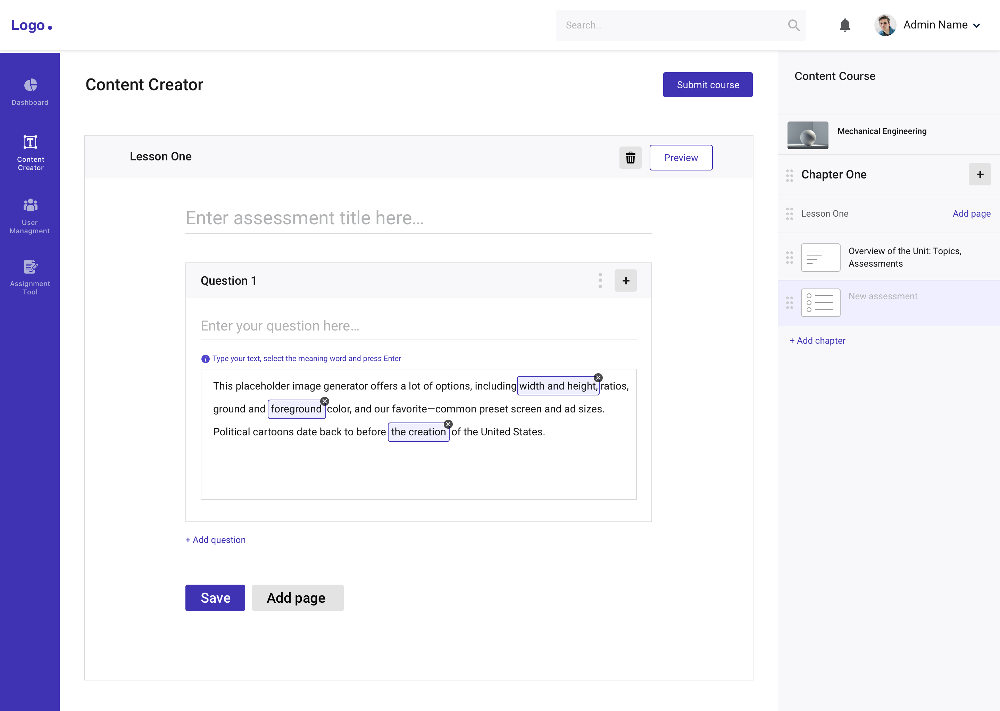 Logo.
Search...
Admin Name
Dashboard
Content
Creator
User
Managment
Assignment
Tool
Content Creator
Submit course
Lesson One
Preview
Enter assessment title here...
Question 1
+
Enter your question here...
Type your text, select the meaning word and press Enter
This placeholder image generator offers a lot of options, including width and height, ratios,
ground and foreground color, and our favorite—common preset screen and ad sizes.
Political cartoons date back to before the creation of the United States.
+ Add question
Save
Add page
Content Course
Mechanical Engineering
Chapter One
+
Lesson One
Add page
Overview of the Unit: Topics,
Assessments
New assessment
+ Add chapter